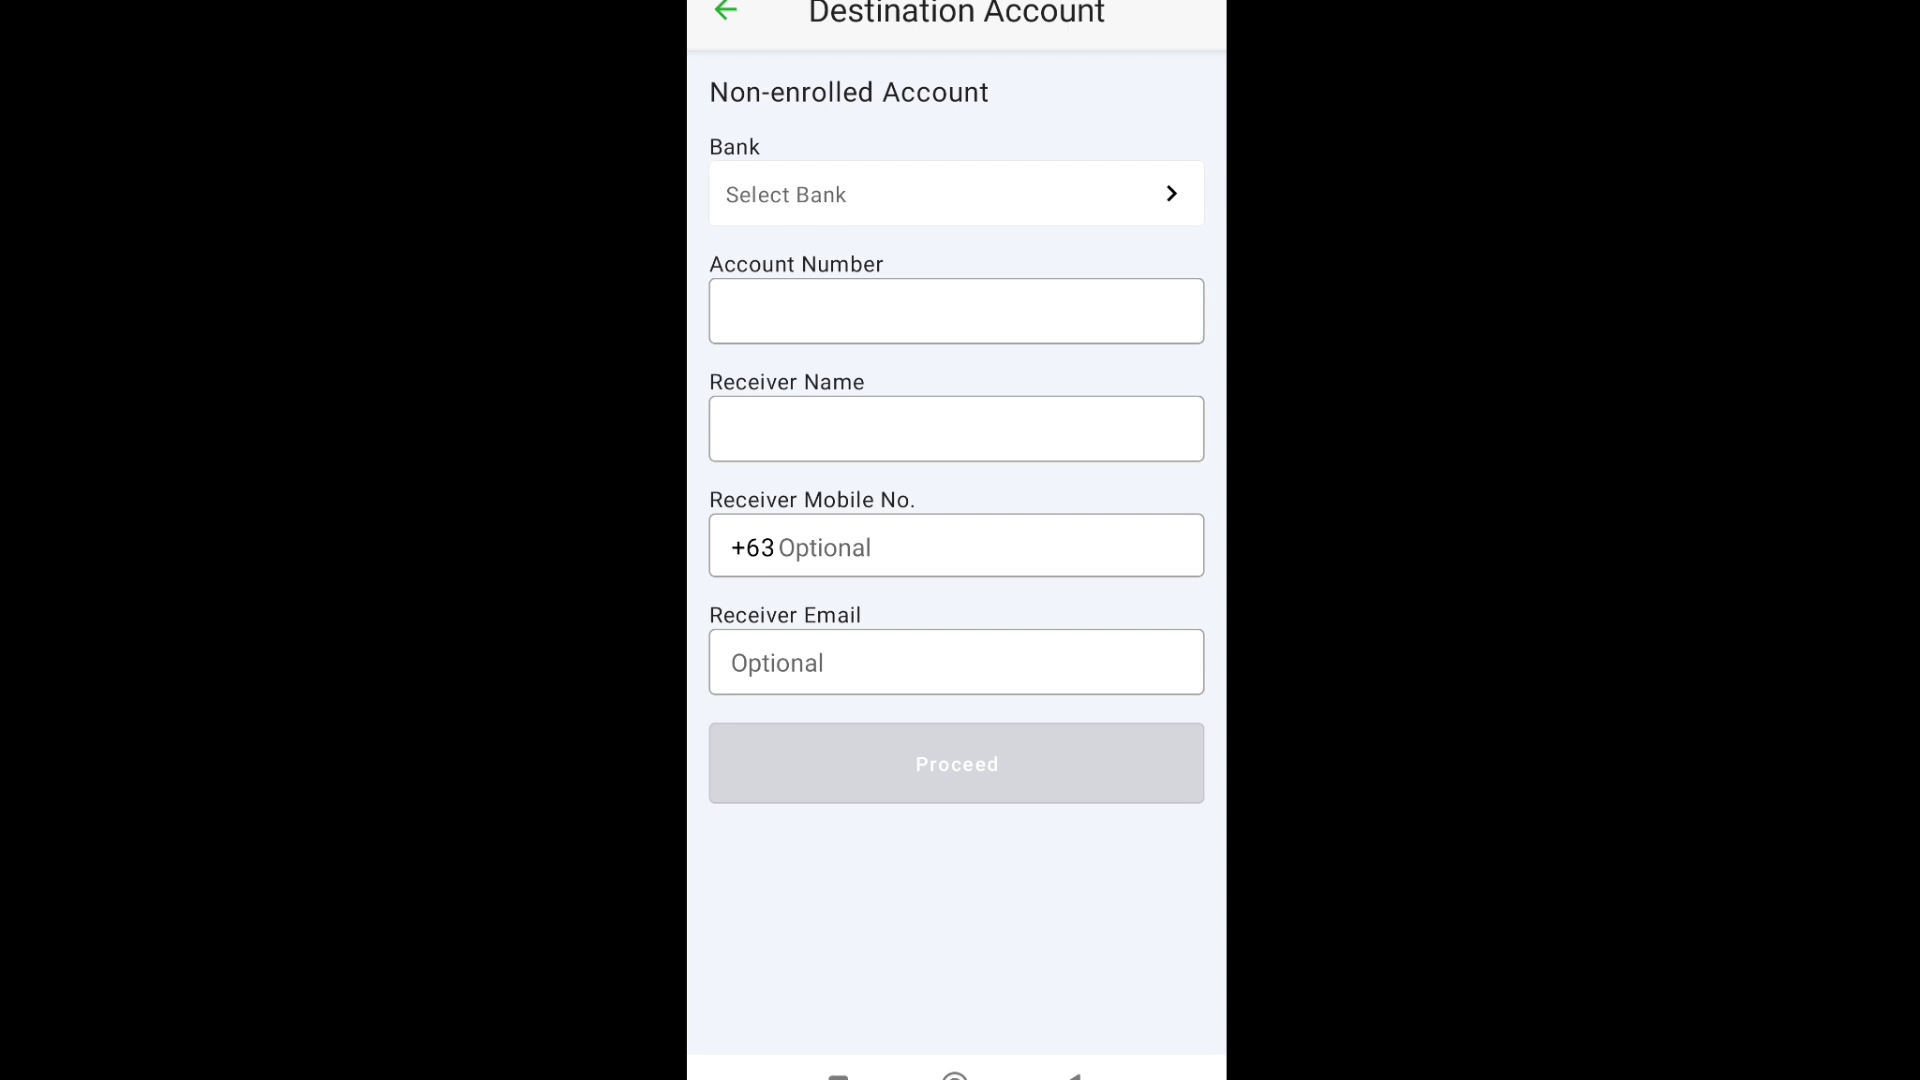 Destination Account
Non-enrolled Account
Bank
Select Bank
Account Number
Receiver Name
Receiver Mobile No.
+63 Optional
Receiver Email
Optional
Proceed